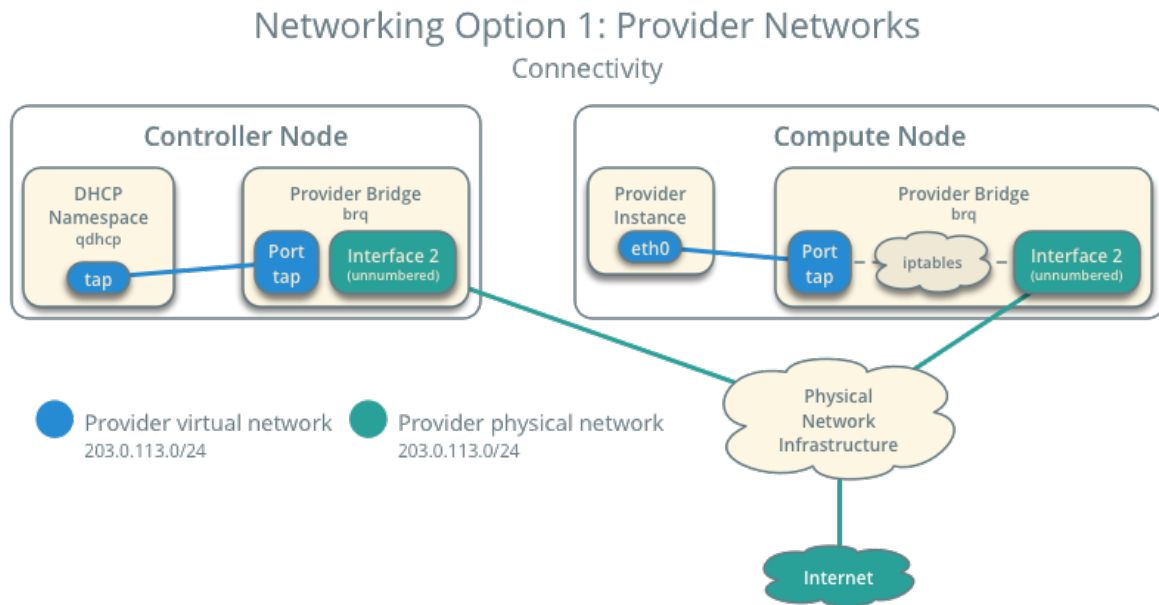 Networking Option 1: Provider Networks
Connectivity
Controller Node
DHCP
Namespace
qdhcp
tap
Provider Bridge
brq
Port
tap
Interface 2
(unnumbered)
Compute Node
Provider
Instance
eth0
Provider Bridge
brq
Port
tap
iptables
Interface 2
(unnumbered)
Physical
Network
Infrastructure
Provider virtual network
203.0.113.0/24
Provider physical network
203.0.113.0/24
Internet